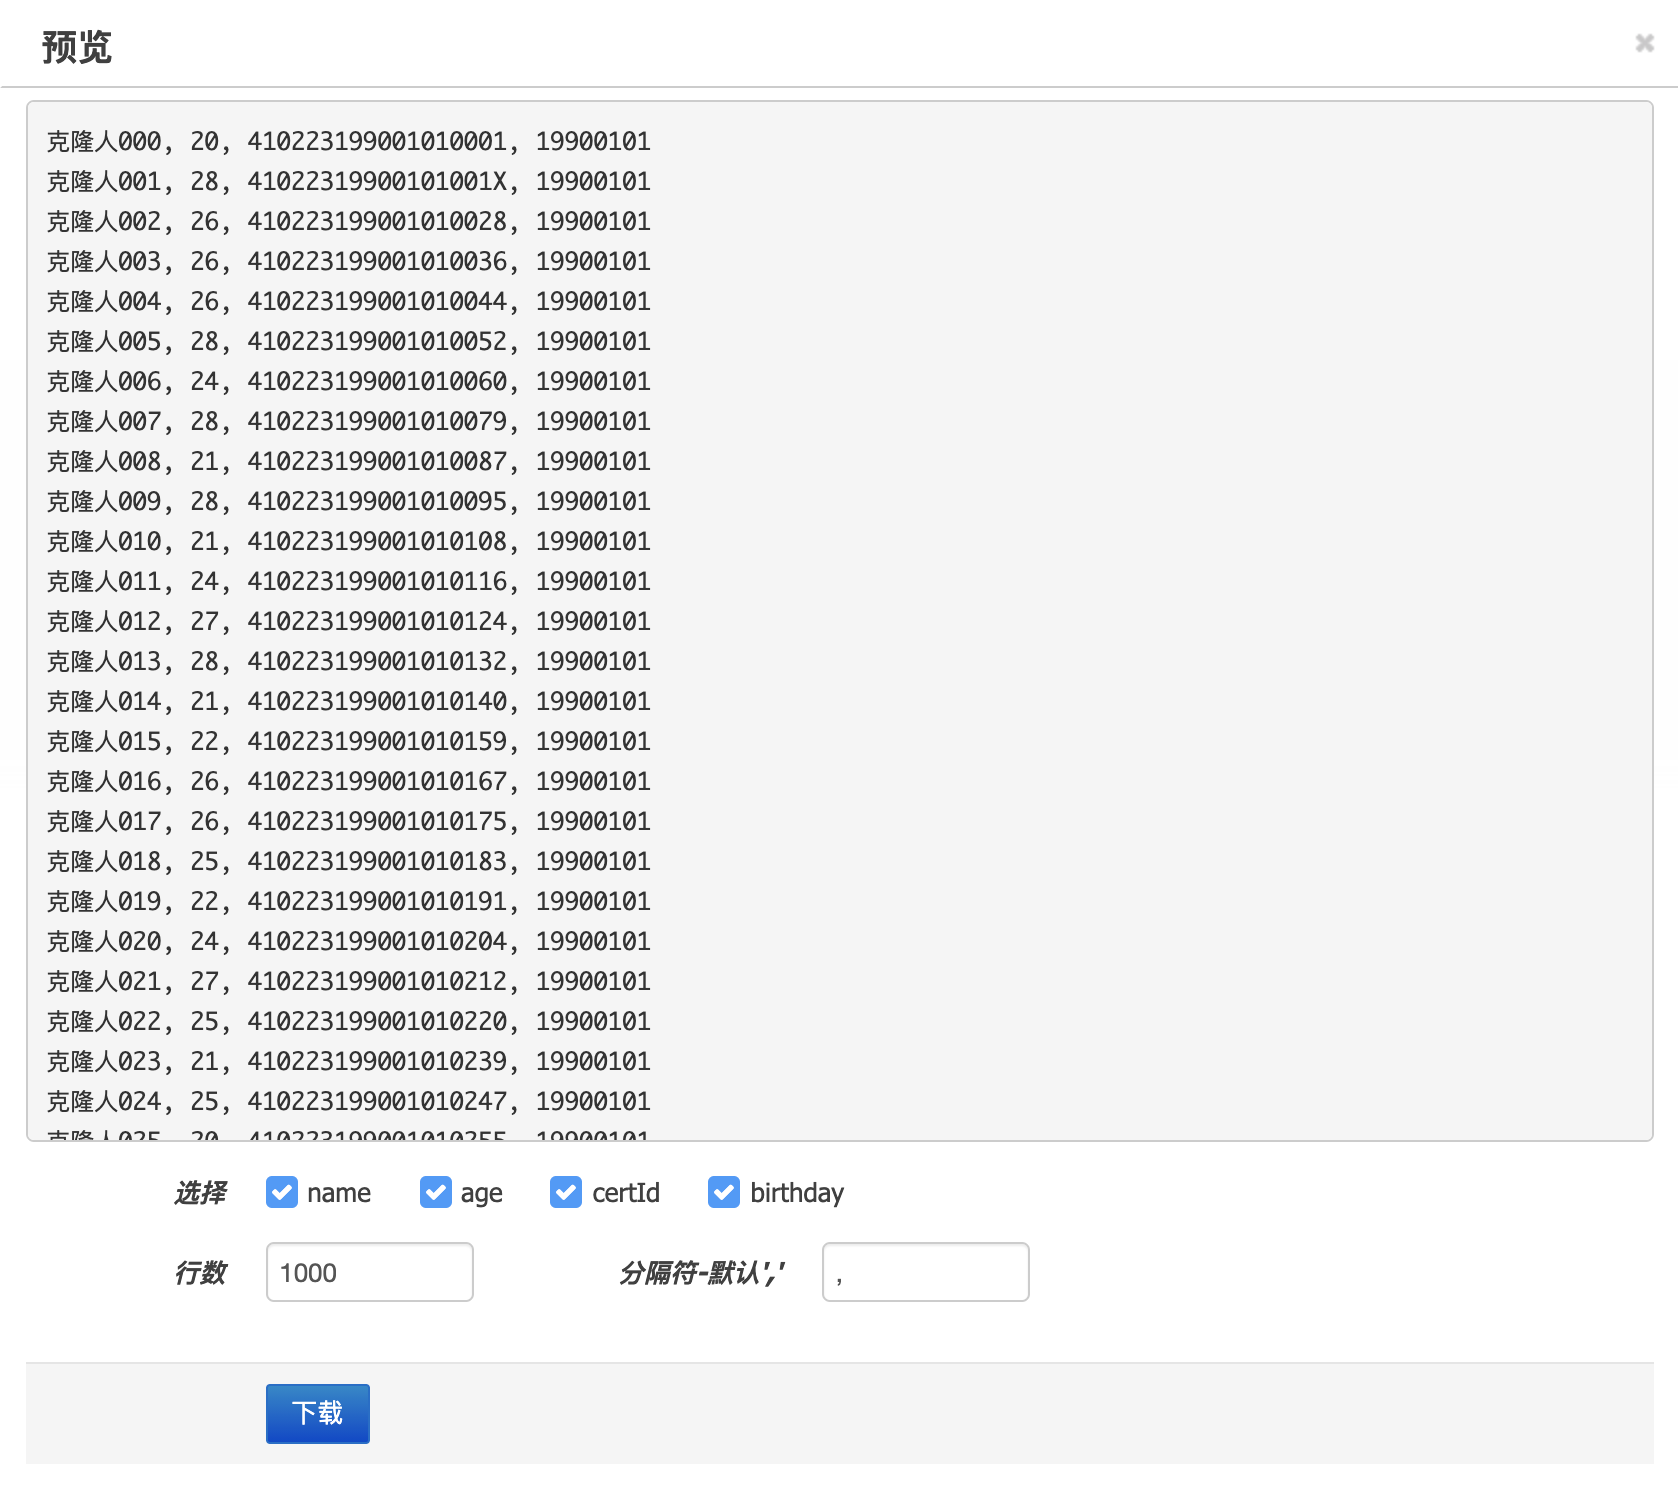 预览
克隆人000, 20, 410223199001010001, 19900101
克隆人001, 28, 41022319900101001X, 19900101
克隆人002, 26, 410223199001010028, 19900101
克隆人003, 26, 410223199001010036, 19900101
克隆人004, 26, 410223199001010044, 19900101
克隆人005, 28, 410223199001010052, 19900101
克隆人006, 24, 410223199001010060, 19900101
克隆人007, 28, 410223199001010079, 19900101
克隆人008, 21, 410223199001010087, 19900101
克隆人009, 28, 410223199001010095, 19900101
克隆人010, 21, 410223199001010108, 19900101
克隆人011, 24, 410223199001010116, 19900101
克隆人012, 27, 410223199001010124, 19900101
克隆人013, 28, 410223199001010132, 19900101
克隆人014, 21, 410223199001010140, 19900101
克隆人015, 22, 410223199001010159, 19900101
克隆人016, 26, 410223199001010167, 19900101
克隆人017, 26, 410223199001010175, 19900101
克隆人018, 25, 410223199001010183, 19900101
克隆人019, 22, 410223199001010191, 19900101
克隆人020, 24, 410223199001010204, 19900101
克隆人021, 27, 410223199001010212, 19900101
克隆人022, 25, 410223199001010220, 19900101
克隆人023, 21, 410223199001010239, 19900101
克隆人024, 25, 410223199001010247, 19900101
克隆人025, 20, 410223199001010255, 19900101
选择 name age certId birthday
行数 1000 分隔符-默认',' ,
下载